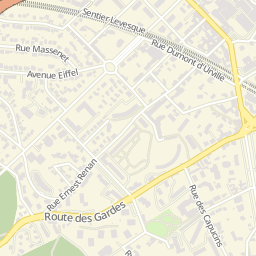 Sentier Levesque
Rue Dumont d'Urville
Rue Massenet
Avenue Eiffel
Rue Ernest Renan
Rue des Capucins
Route des Gardes